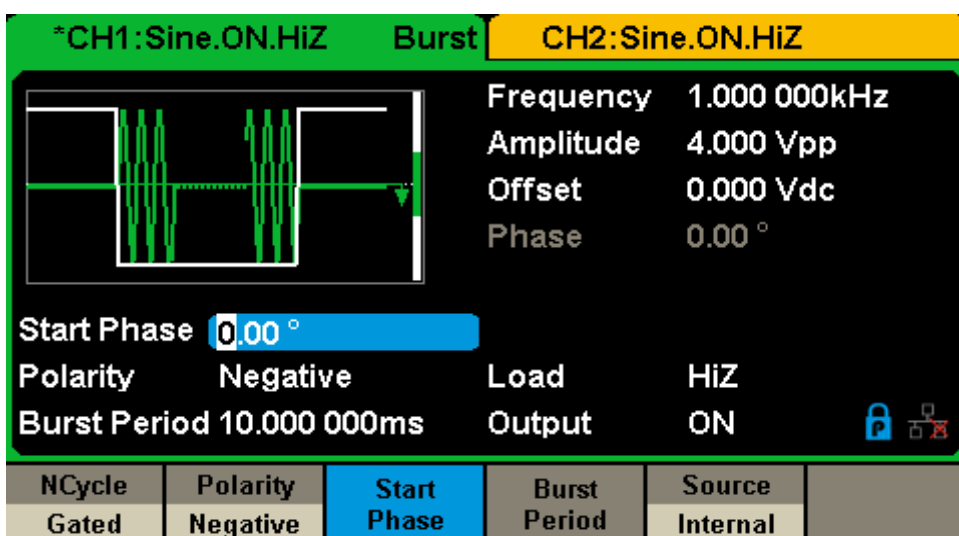 *CH1:Sine.ON.HiZ Burst CH2:Sine.ON.HiZ
Frequency 1.000 000kHz
Amplitude 4.000 Vpp
Offset 0.000 Vdc
Phase 0.00 °
Start Phase 0.00 °
Polarity Negative Load HiZ
Burst Period 10.000 000ms Output ON P
NCycle Polarity Start Burst Source
Gated Negative Phase Period Internal